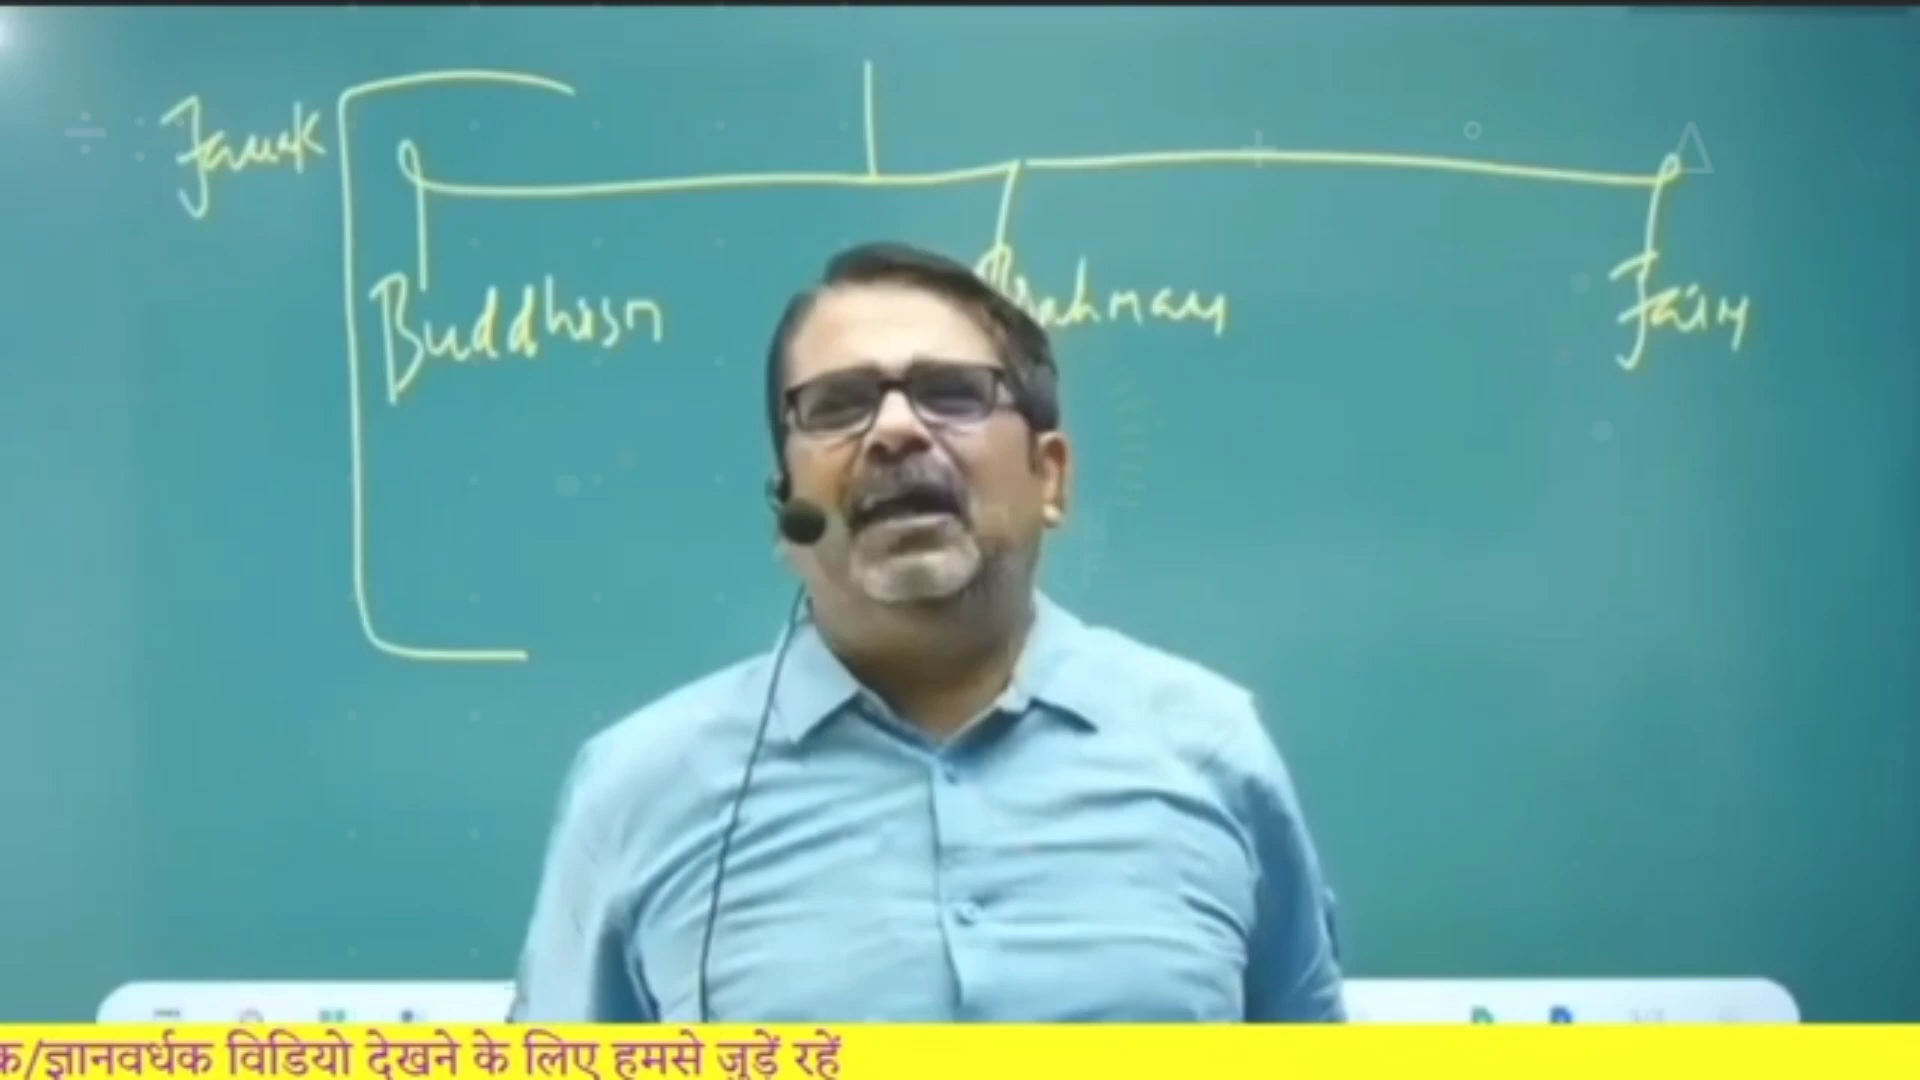 Janak
Buddhism
Brahman
Jain
क/ज्ञानवर्धक विडियो देखने के लिए हमसे जुड़ें रहें